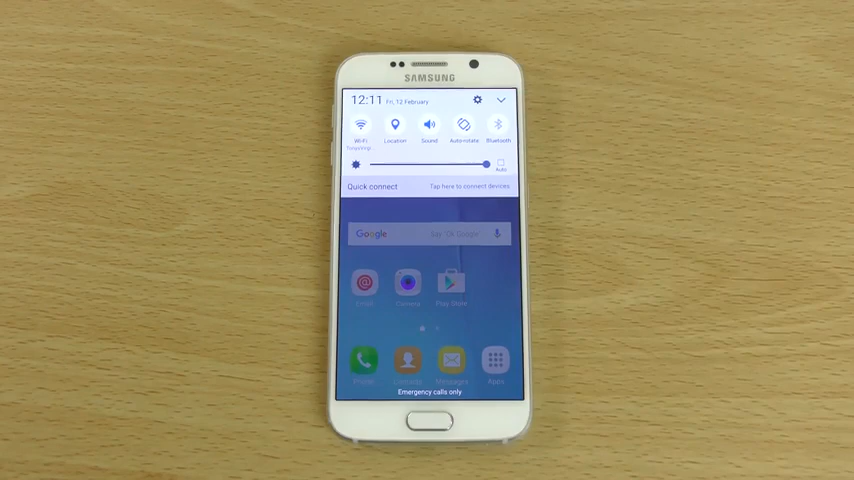 SAMSUNG
12:11 Fri, 12 February
Wi-Fi Location Sound Auto-rotate Bluetooth
Auto
Quick connect Tap here to connect devices
Google Say "Ok Google"
Email Camera Play Store
Phone Contacts Messages Apps
Emergency calls only